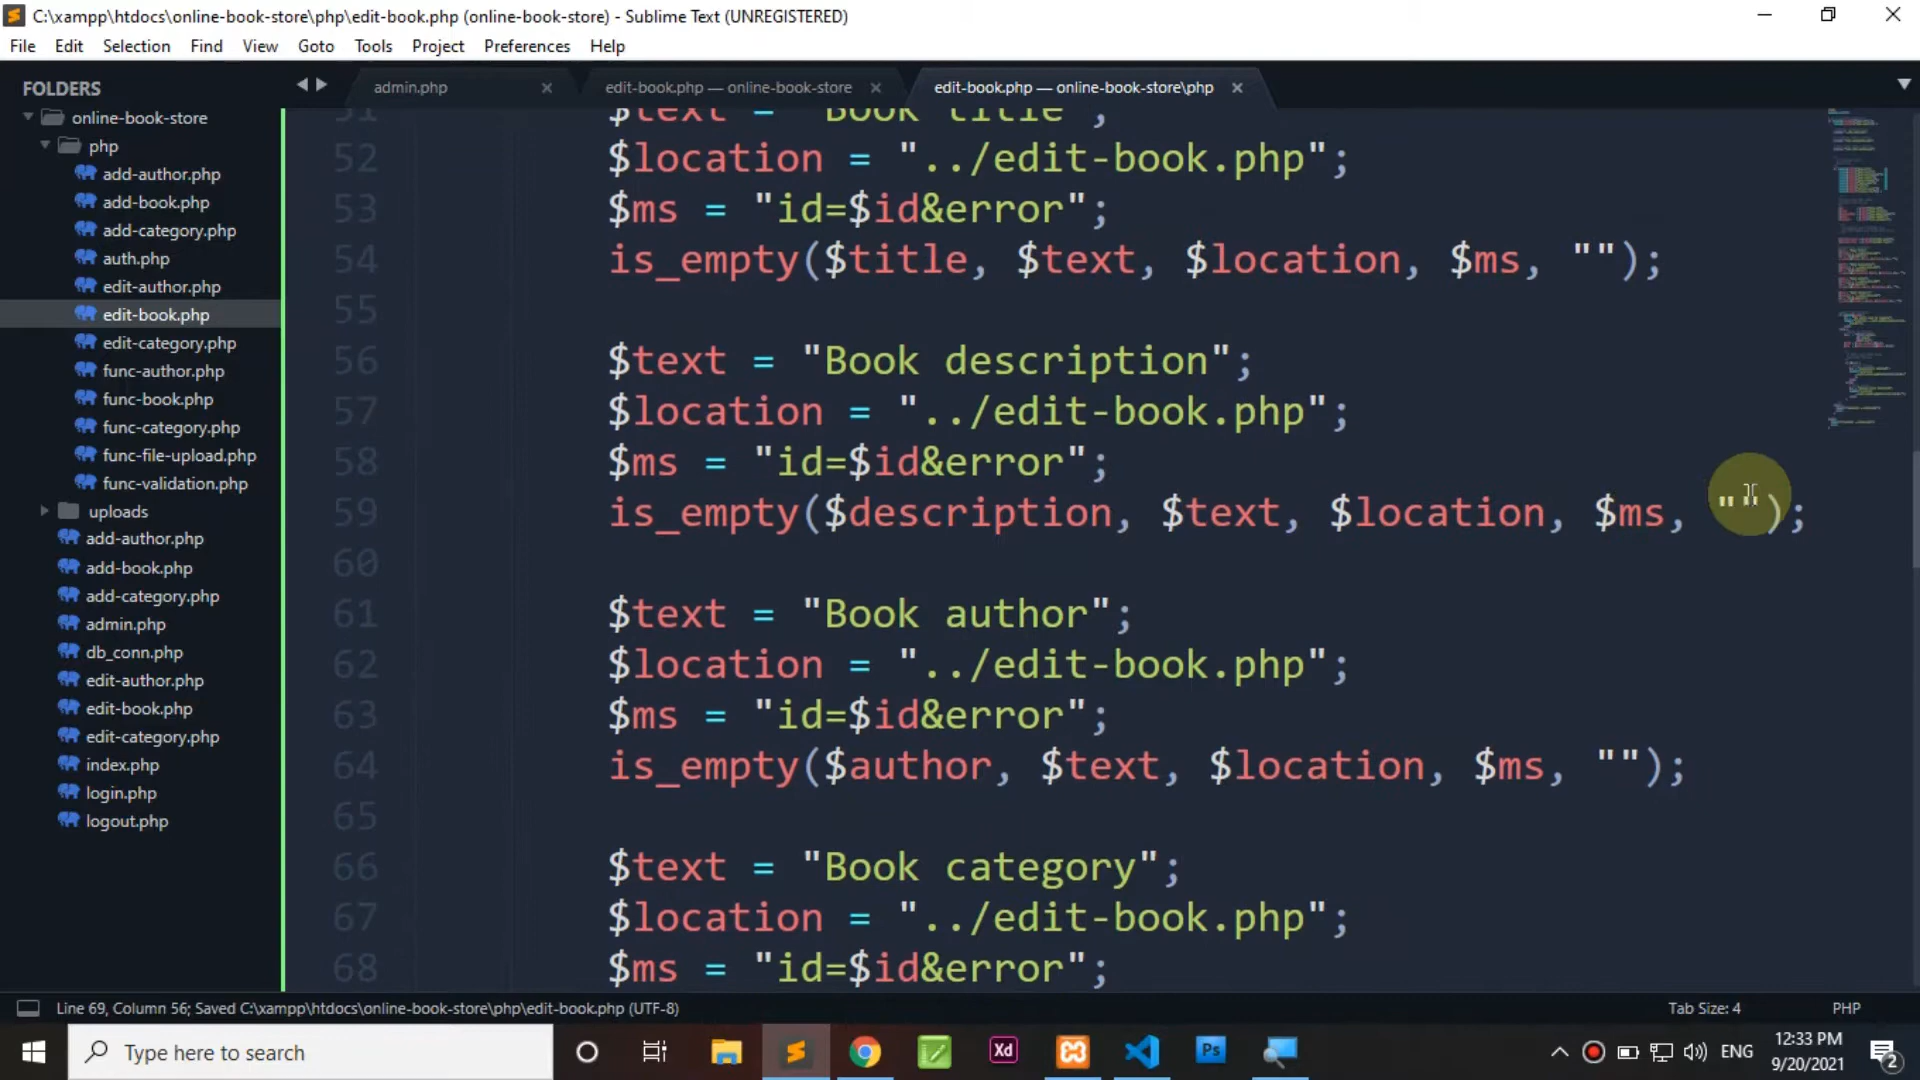 C:\xampp\htdocs\online-book-store\php\edit-book.php (online-book-store) - Sublime Text (UNREGISTERED)
File Edit Selection Find View Goto Tools Project Preferences Help
FOLDERS
online-book-store
php
add-author.php
add-book.php
add-category.php
auth.php
edit-author.php
edit-book.php
edit-category.php
func-author.php
func-book.php
func-category.php
func-file-upload.php
func-validation.php
uploads
add-author.php
add-book.php
add-category.php
admin.php
db_conn.php
edit-author.php
edit-book.php
edit-category.php
index.php
login.php
logout.php
admin.php edit-book.php — online-book-store edit-book.php — online-book-store\php
51 $text = "Book title";
52 $location = "../edit-book.php";
53 $ms = "id=$id&error";
54 is_empty($title, $text, $location, $ms, "");
55
56 $text = "Book description";
57 $location = "../edit-book.php";
58 $ms = "id=$id&error";
59 is_empty($description, $text, $location, $ms, "");
60
61 $text = "Book author";
62 $location = "../edit-book.php";
63 $ms = "id=$id&error";
64 is_empty($author, $text, $location, $ms, "");
65
66 $text = "Book category";
67 $location = "../edit-book.php";
68 $ms = "id=$id&error";
Line 69, Column 56; Saved C:\xampp\htdocs\online-book-store\php\edit-book.php (UTF-8) Tab Size: 4 PHP
Type here to search
Xd
Ps
ENG
12:33 PM
9/20/2021
2